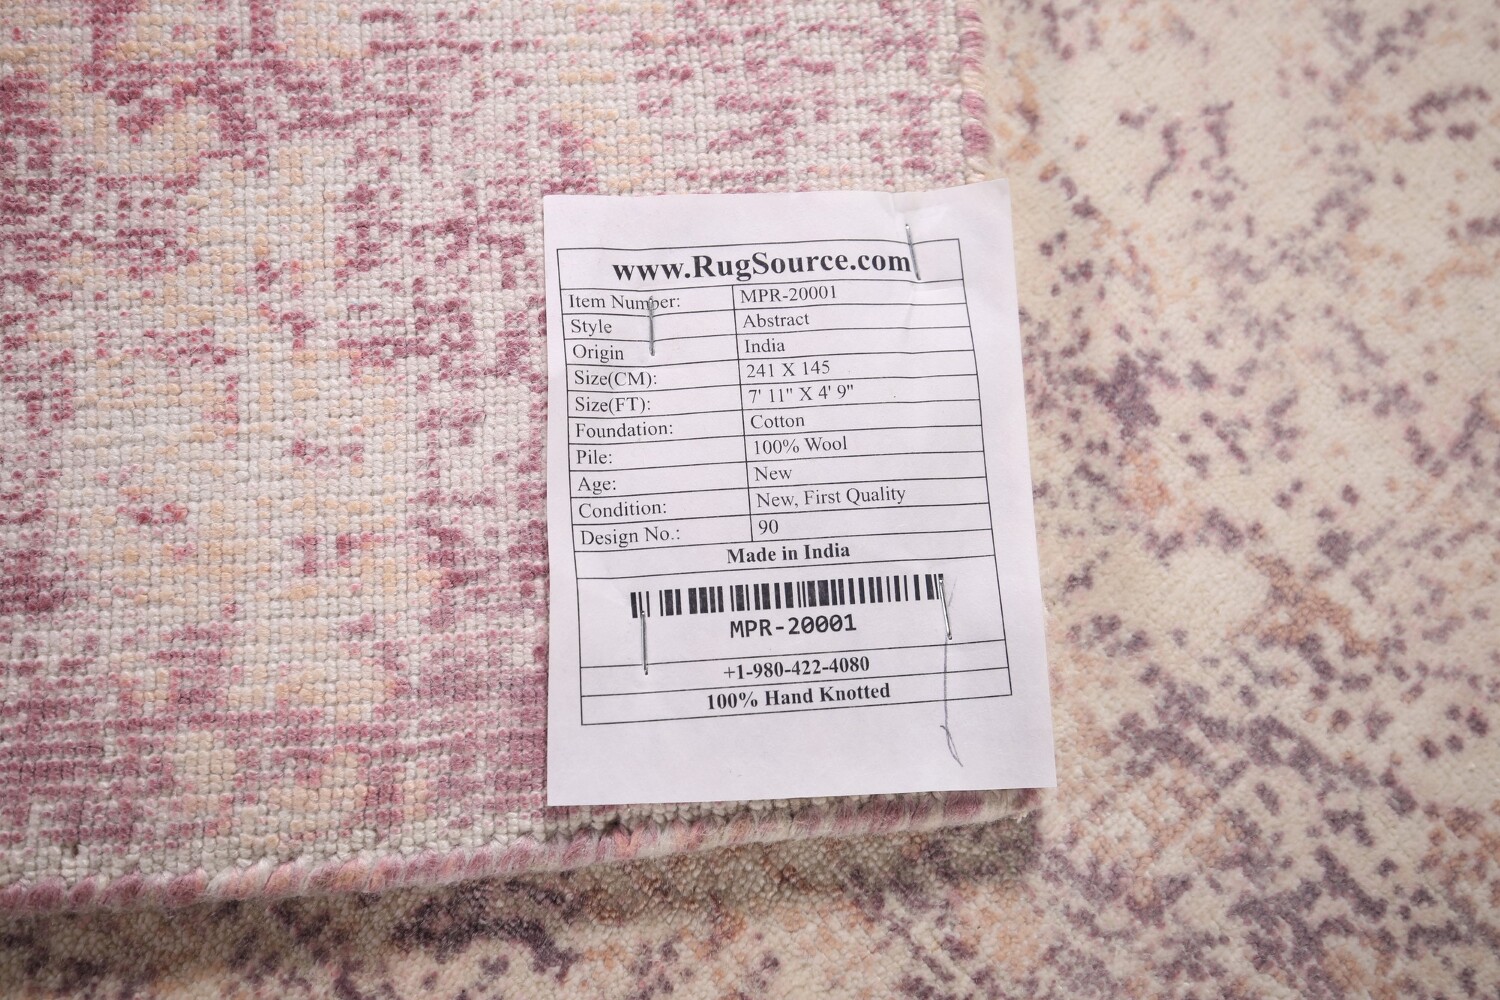 www.RugSource.com
Item Number: MPR-20001
Style Abstract
Origin India
Size(CM): 241 X 145
Size(FT): 7' 11" X 4' 9"
Foundation: Cotton
Pile: 100% Wool
Age: New
Condition: New, First Quality
Design No.: 90
Made in India
MPR-20001
+1-980-422-4080
100% Hand Knotted